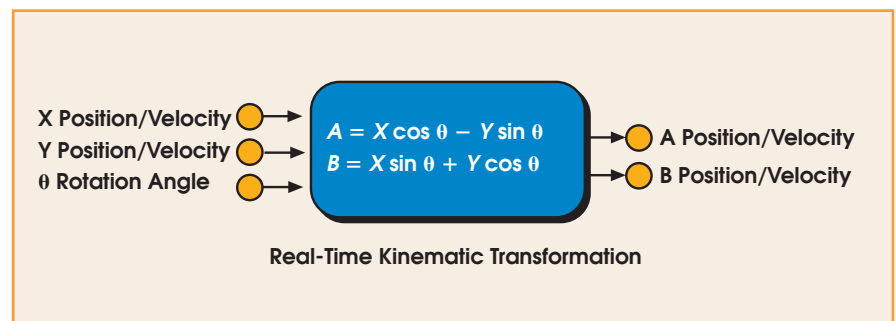 X Position/Velocity
Y Position/Velocity
θ Rotation Angle
A = X cos θ − Y sin θ
B = X sin θ + Y cos θ
A Position/Velocity
B Position/Velocity
Real-Time Kinematic Transformation